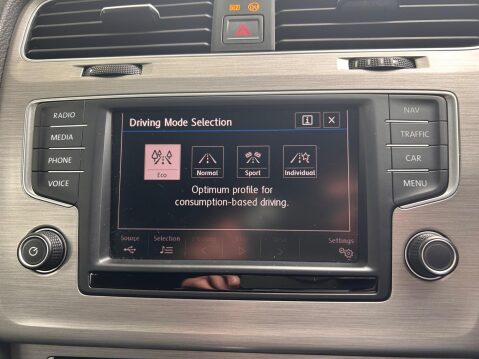 RADIO
MEDIA
PHONE
VOICE
Driving Mode Selection
i
Eco
Normal
Sport
Individual
Optimum profile for
consumption-based driving.
Source
Selection
Settings
NAV
TRAFFIC
CAR
MENU